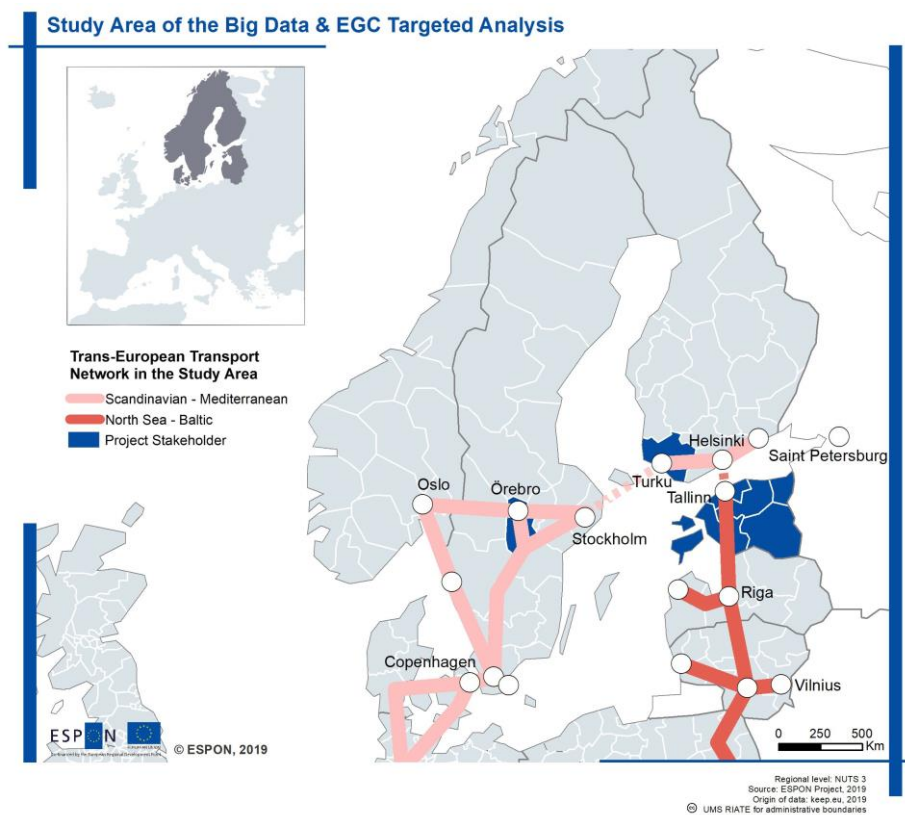 Study Area of the Big Data & EGC Targeted Analysis
Trans-European Transport
Network in the Study Area
Scandinavian - Mediterranean
North Sea - Baltic
Project Stakeholder
Helsinki
Saint Petersburg
Turku
Tallinn
Oslo
Örebro
Stockholm
Riga
Copenhagen
Vilnius
ESPON
© ESPON, 2019
0 250 500
Km
Regional level: NUTS 3
Source: ESPON Project, 2019
Origin of data: keep.eu, 2019
UMS RIATE for administrative boundaries